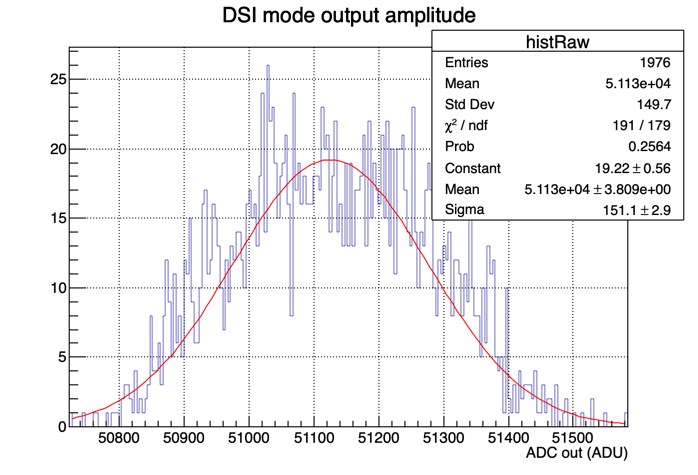 DSI mode output amplitude
histRaw
Entries 1976
Mean 5.113e+04
Std Dev 149.7
χ² / ndf 191 / 179
Prob 0.2564
Constant 19.22 ± 0.56
Mean 5.113e+04 ± 3.809e+00
Sigma 151.1 ± 2.9
25
20
15
10
5
0
50800 50900 51000 51100 51200 51300 51400 51500
ADC out (ADU)